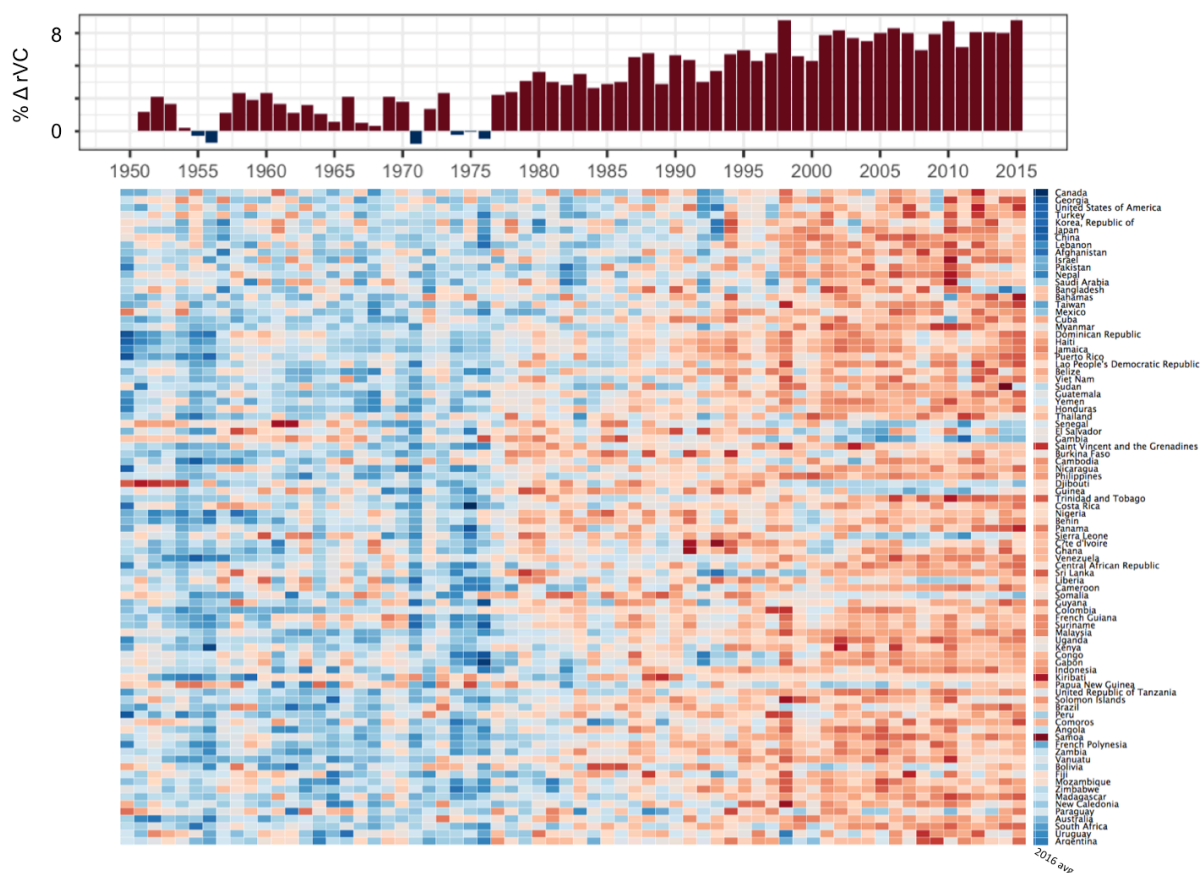 8
% Δ rVC
0
1950 1955 1960 1965 1970 1975 1980 1985 1990 1995 2000 2005 2010 2015
Canada
Georgia
United States of America
Turkey
Korea, Republic of
Japan
China
Lebanon
Afghanistan
Israel
Pakistan
Nepal
Saudi Arabia
Bangladesh
Bahamas
Taiwan
Mexico
Cuba
Myanmar
Dominican Republic
Haiti
Jamaica
Puerto Rico
Lao People's Democratic Republic
Belize
Viet Nam
Sudan
Guatemala
Yemen
Honduras
Thailand
Senegal
El Salvador
Gambia
Saint Vincent and the Grenadines
Burkina Faso
Cambodia
Nicaragua
Philippines
Djibouti
Guinea
Trinidad and Tobago
Costa Rica
Nigeria
Benin
Panama
Sierra Leone
C?te d'Ivoire
Ghana
Venezuela
Central African Republic
Sri Lanka
Liberia
Cameroon
Somalia
Guyana
Colombia
French Guiana
Suriname
Malaysia
Uganda
Kenya
Congo
Gabon
Indonesia
Kiribati
Papua New Guinea
United Republic of Tanzania
Solomon Islands
Brazil
Peru
Comoros
Angola
Samoa
French Polynesia
Zambia
Vanuatu
Bolivia
Fiji
Mozambique
Zimbabwe
Madagascar
New Caledonia
Paraguay
Australia
South Africa
Uruguay
Argentina
2016 avg